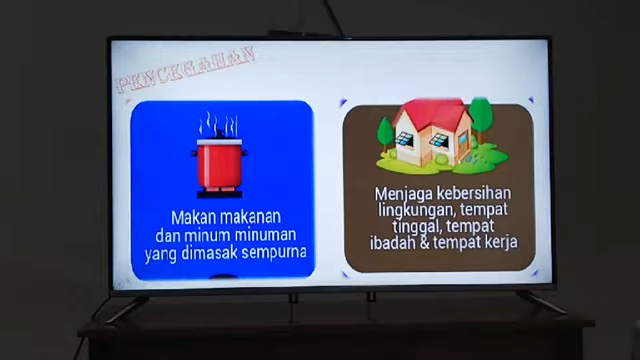 PENCEGAHAN
Makan makanan
dan minum minuman
yang dimasak sempurna
Menjaga kebersihan
lingkungan, tempat
tinggal, tempat
ibadah & tempat kerja